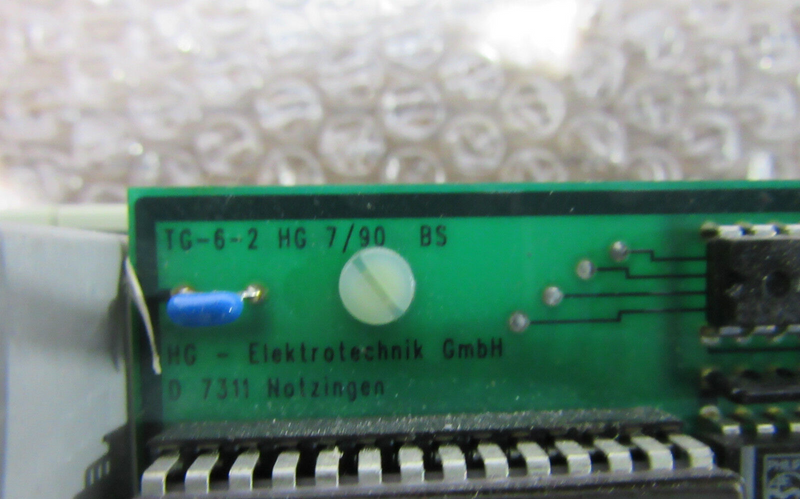 TG-6-2 HG 7/90 BS
HG - Elektrotechnik GmbH
D 7311 Notzingen